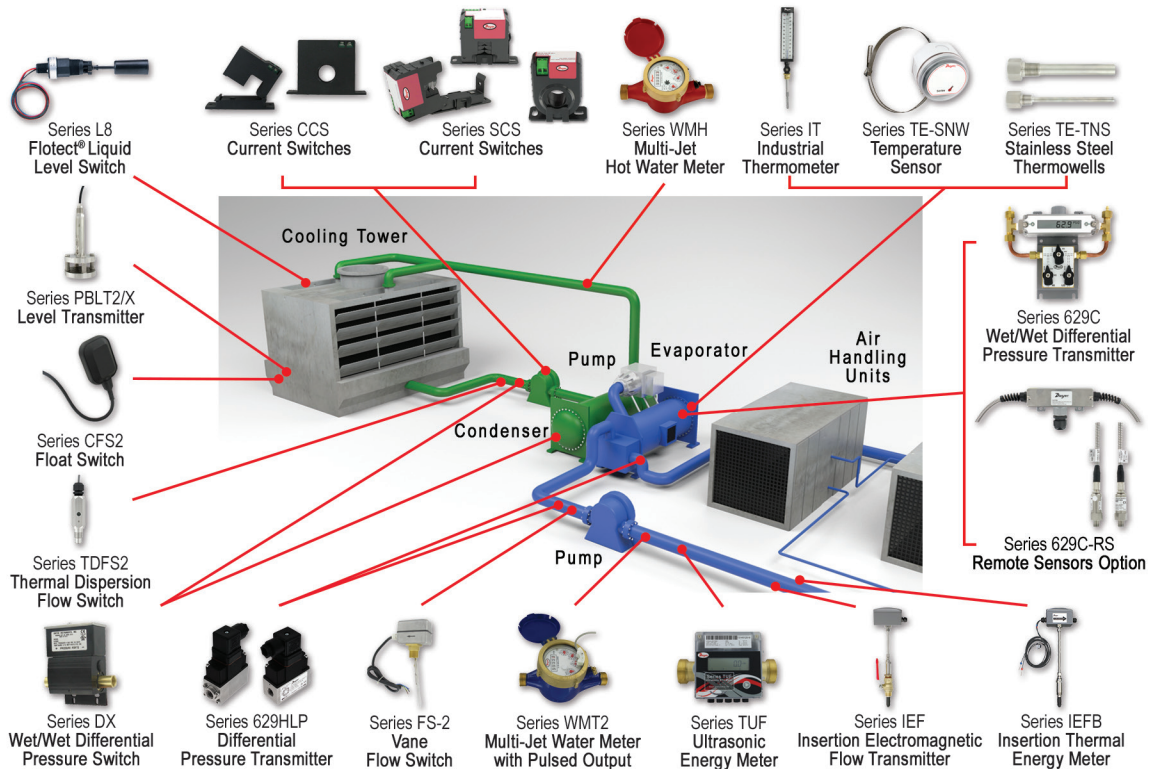 Series L8
Flotect® Liquid
Level Switch
Series CCS
Current Switches
Series SCS
Current Switches
Series WMH
Multi-Jet
Hot Water Meter
Series IT
Industrial
Thermometer
Series TE-SNW
Temperature
Sensor
Series TE-TNS
Stainless Steel
Thermowells
Series PBLT2/X
Level Transmitter
Series CFS2
Float Switch
Series TDFS2
Thermal Dispersion
Flow Switch
Cooling Tower
Pump
Evaporator
Air
Handling
Units
Condenser
Pump
62.9
Series 629C
Wet/Wet Differential
Pressure Transmitter
Dwyer
Series 629C-RS
Remote Sensors Option
Series DX
Wet/Wet Differential
Pressure Switch
Series 629HLP
Differential
Pressure Transmitter
Series FS-2
Vane
Flow Switch
Series WMT2
Multi-Jet Water Meter
with Pulsed Output
Series TUF
Series TUF
Ultrasonic
Energy Meter
Series IEF
Insertion Electromagnetic
Flow Transmitter
Series IEFB
Insertion Thermal
Energy Meter